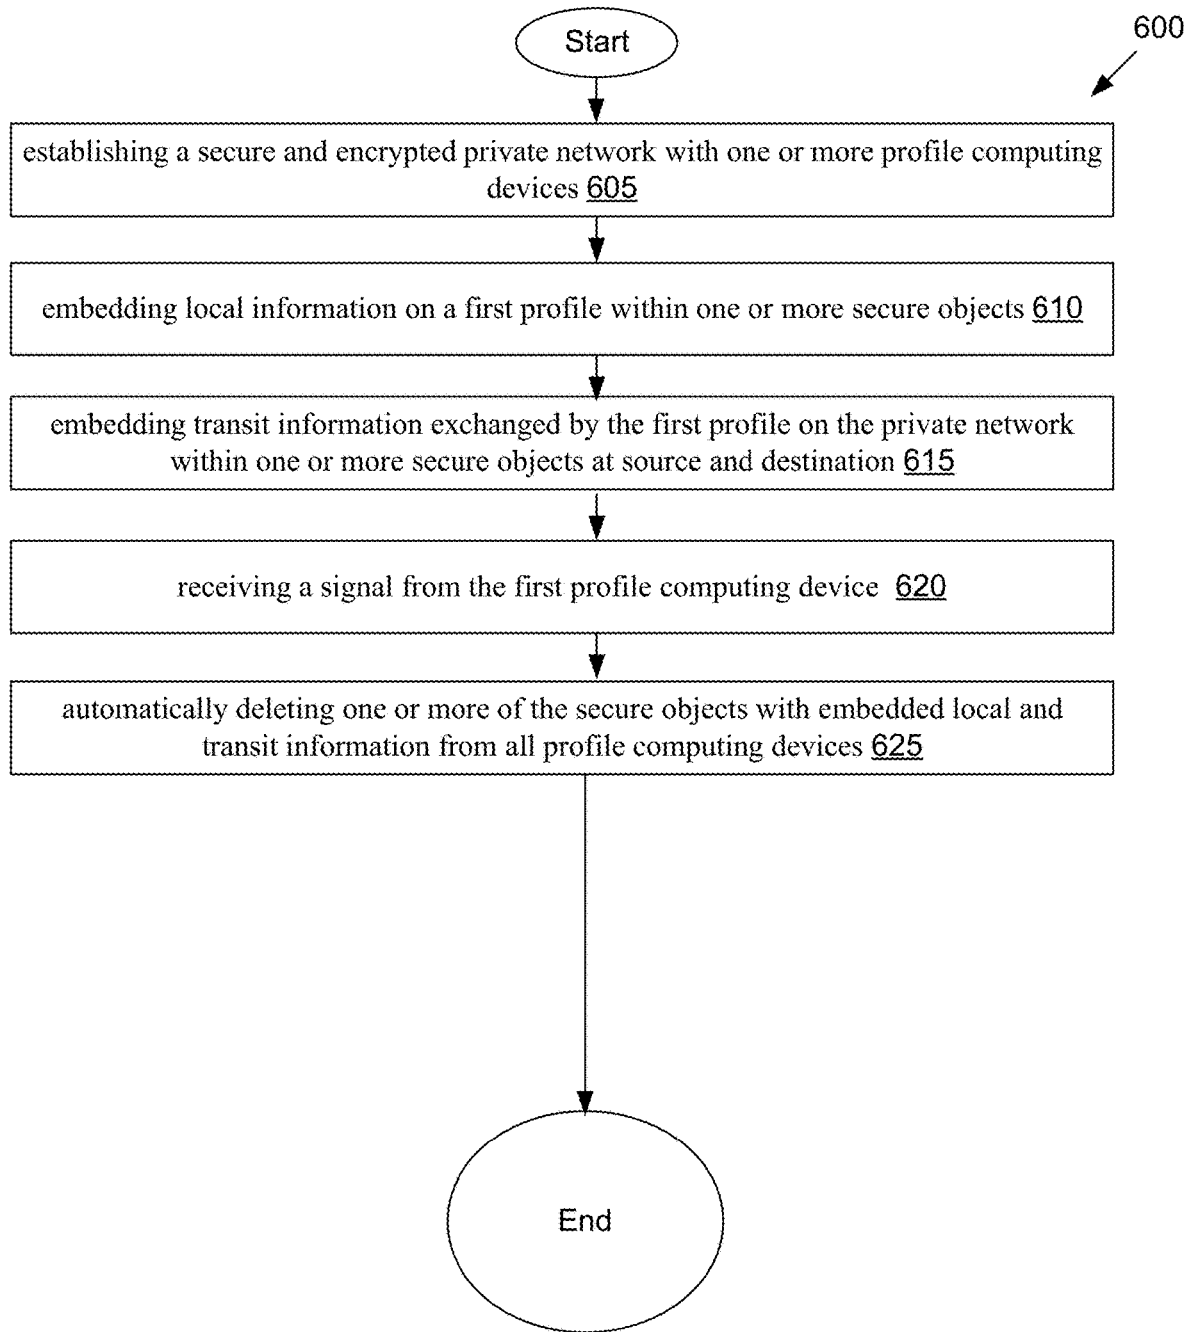 Start
600
establishing a secure and encrypted private network with one or more profile computing
devices 605
embedding local information on a first profile within one or more secure objects 610
embedding transit information exchanged by the first profile on the private network
within one or more secure objects at source and destination 615
receiving a signal from the first profile computing device 620
automatically deleting one or more of the secure objects with embedded local and
transit information from all profile computing devices 625
End